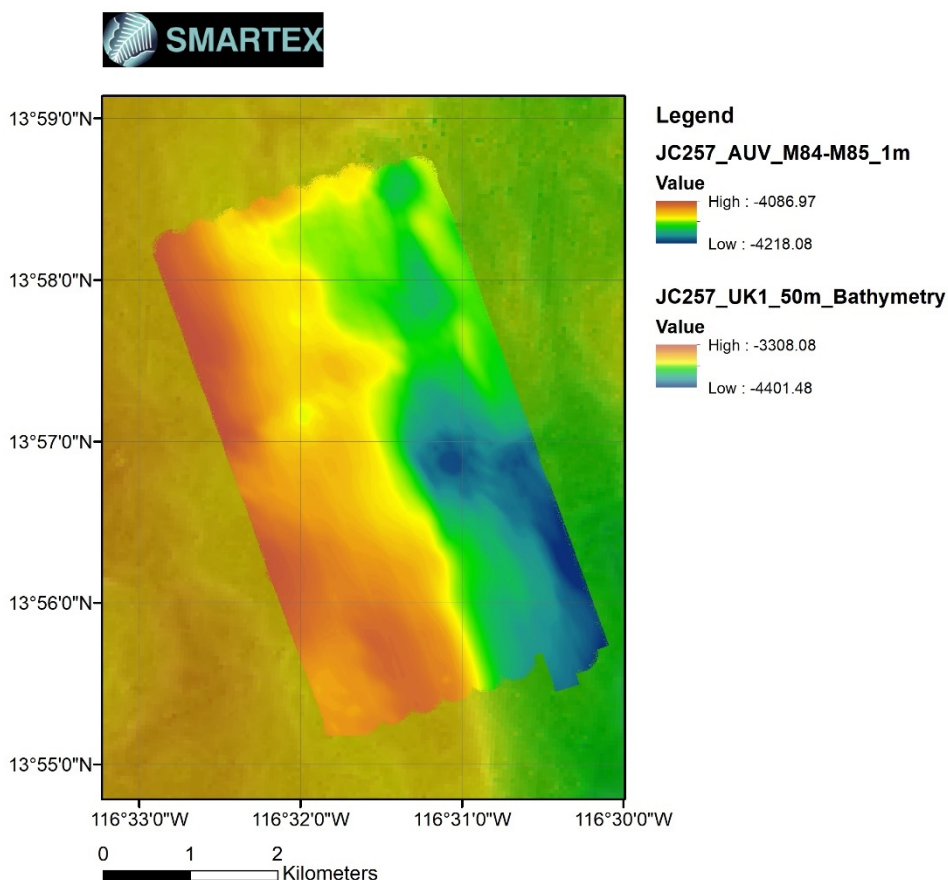 SMARTEX
13°59'0"N
13°58'0"N
13°57'0"N
13°56'0"N
13°55'0"N
116°33'0"W 116°32'0"W 116°31'0"W 116°30'0"W
0 1 2
Kilometers
Legend
JC257_AUV_M84-M85_1m
Value
High : -4086.97
Low : -4218.08
JC257_UK1_50m_Bathymetry
Value
High : -3308.08
Low : -4401.48